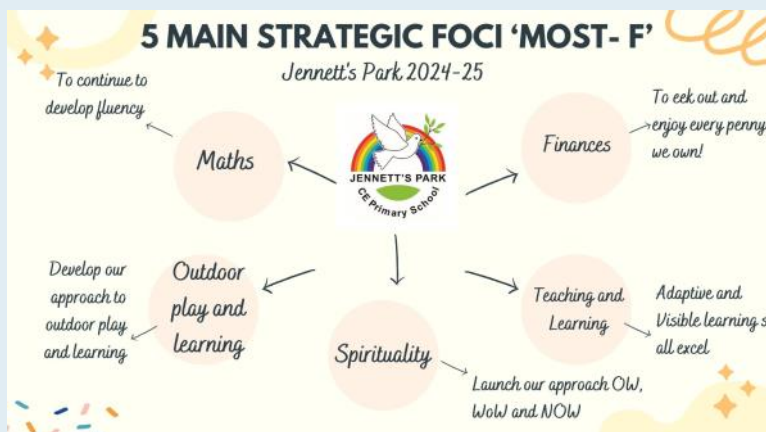 5 MAIN STRATEGIC FOCI ‘MOST- F’
Jennett's Park 2024-25
To continue to
develop fluency
Maths
JENNETT'S PARK
CE Primary School
Finances
To eek out and
enjoy every penny
we own!
Develop our
approach to
outdoor play
and learning
Outdoor
play and
learning
Spirituality
Launch our approach OW,
WoW and NOW
Teaching and
Learning
Adaptive and
Visible learning s
all excel